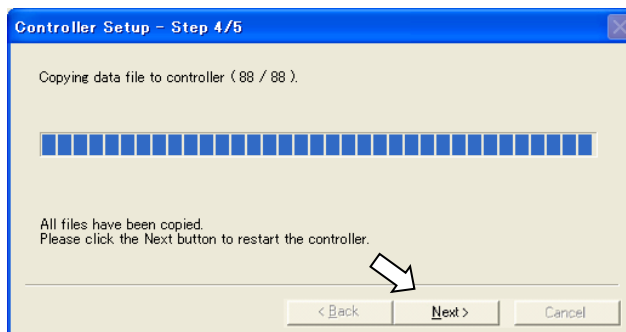 Controller Setup - Step 4/5
Copying data file to controller ( 88 / 88 ).
All files have been copied.
Please click the Next button to restart the controller.
< Back
Next >
Cancel